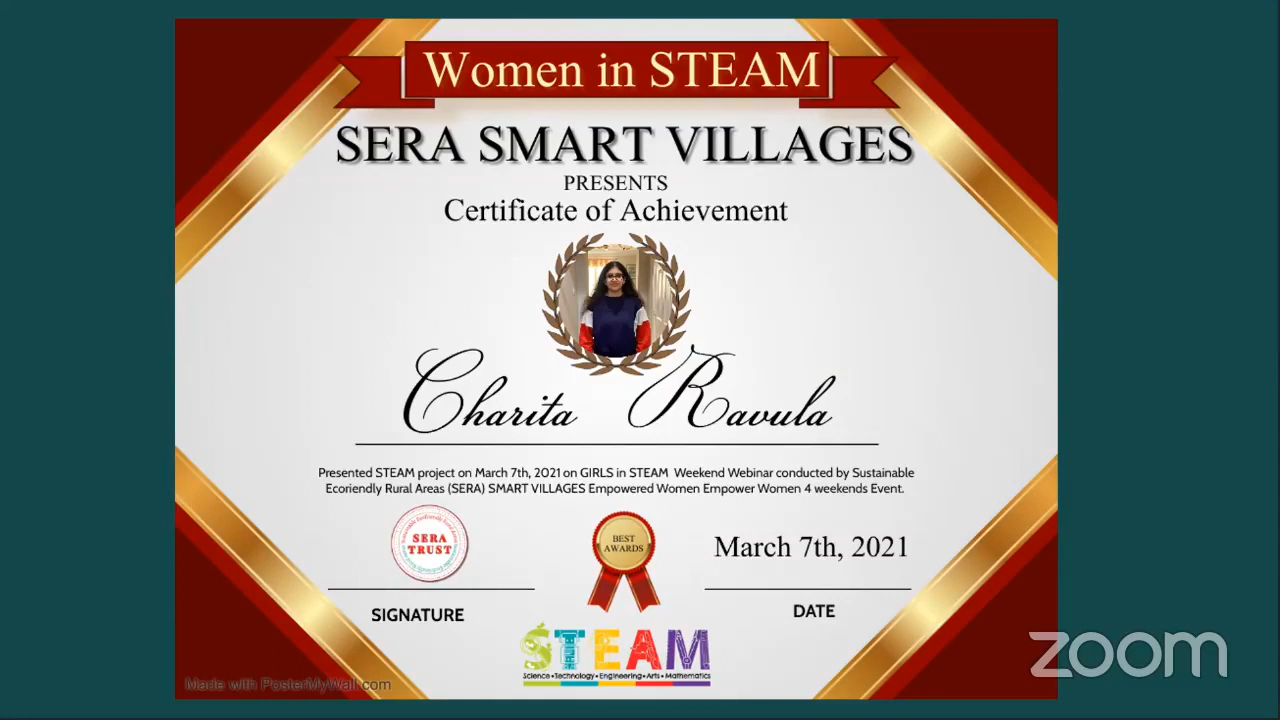 Women in STEAM
SERA SMART VILLAGES
PRESENTS
Certificate of Achievement
Charita Ravula
Presented STEAM project on March 7th, 2021 on GIRLS in STEAM Weekend Webinar conducted by Sustainable
Ecoriendly Rural Areas (SERA) SMART VILLAGES Empowered Women Empower Women 4 weekends Event.
SERA
TRUST
BEST
AWARDS
March 7th, 2021
SIGNATURE
DATE
STEAM
Science • Technology • Engineering • Arts • Mathematics
Made with PosterMyWall.com
zoom